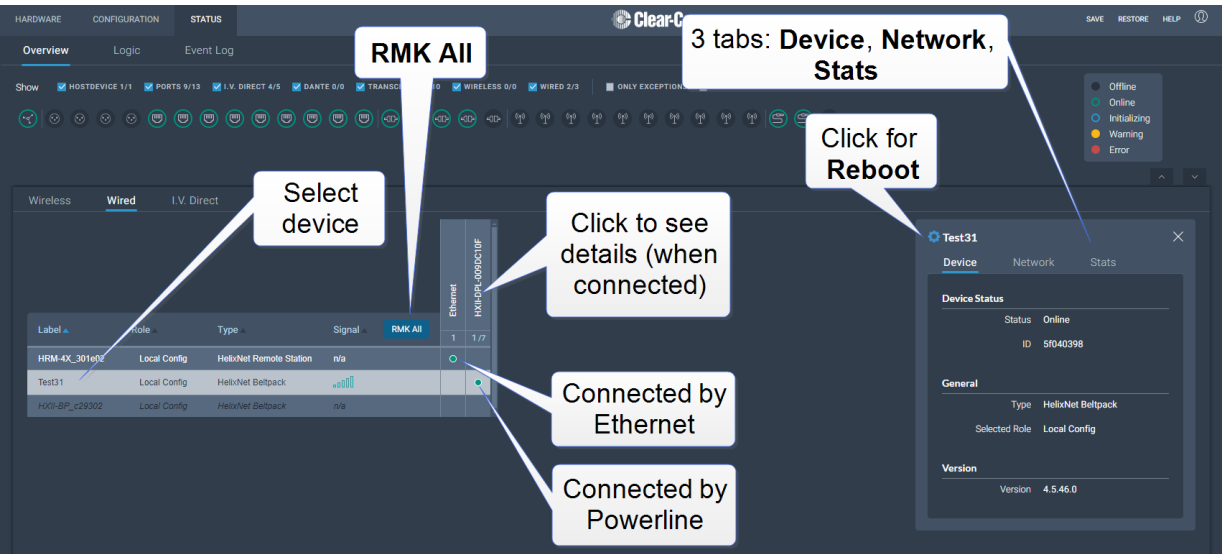 HARDWARE CONFIGURATION STATUS
Clear-C
SAVE RESTORE HELP
Overview Logic Event Log
RMK All
3 tabs: Device, Network,
Stats
Show HOSTDEVICE 1/1 PORTS 9/13 I.V. DIRECT 4/5 DANTE 0/0 TRANSC 10 WIRELESS 0/0 WIRED 2/3 ONLY EXCEPTION
Offline
Online
Initializing
Warning
Error
Click for
Reboot
Wireless Wired I.V. Direct
Select
device
Click to see
details (when
connected)
Ethernet
HXII-DPL-009DC10F
Label Role Type Signal RMK All 1 1/7
HRM-4X_301e02 Local Config HelixNet Remote Station n/a
Test31 Local Config HelixNet Beltpack
HXII-BP_c29302 Local Config HelixNet Beltpack n/a
Connected by
Ethernet
Connected by
Powerline
Test31
Device Network Stats
Device Status
Status Online
ID 5f040398
General
Type HelixNet Beltpack
Selected Role Local Config
Version
Version 4.5.46.0